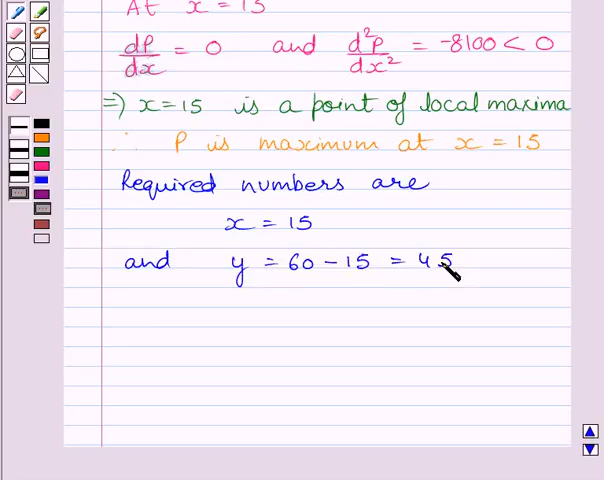 At x = 15
dP/dx = 0 and d²P/dx² = -8100 < 0
=) x = 15 is a point of local maxima
∴ P is maximum at x = 15
Required numbers are
x = 15
and y = 60 - 15 = 45